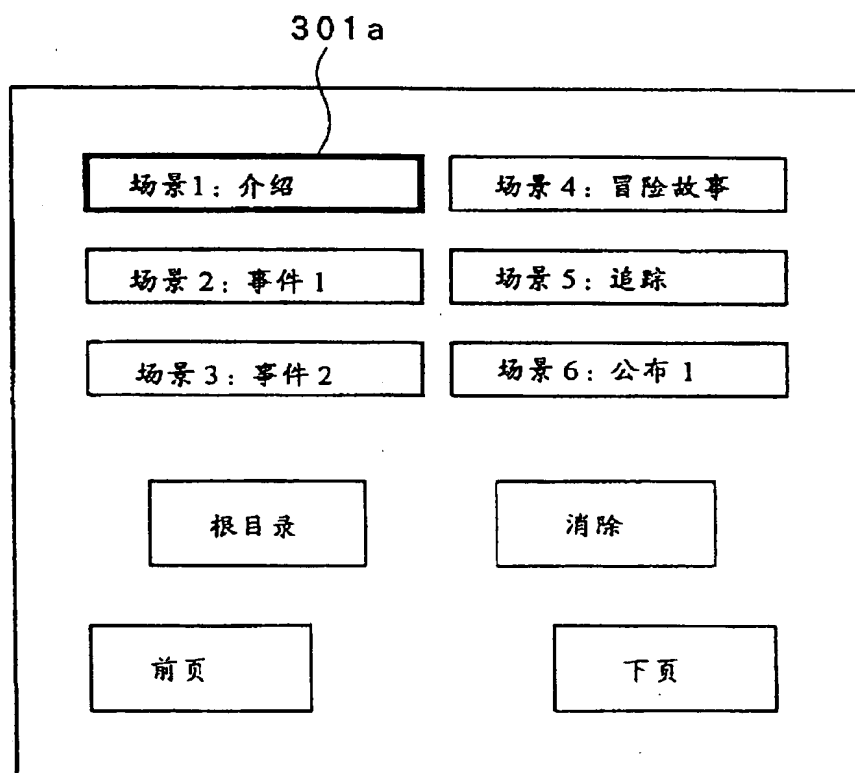 301a
场景1：介绍
场景4：冒险故事
场景2：事件1
场景5：追踪
场景3：事件2
场景6：公布1
根目录
消除
前页
下页